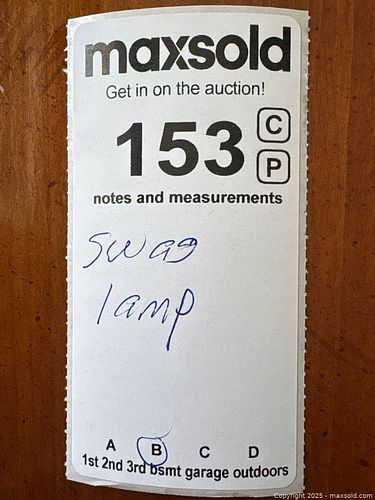 maxsold
Get in on the auction!
153 C
P
notes and measurements
swag
lamp
A B C D
1st 2nd 3rd bsmt garage outdoors
Copyright 2025 - maxsold.com